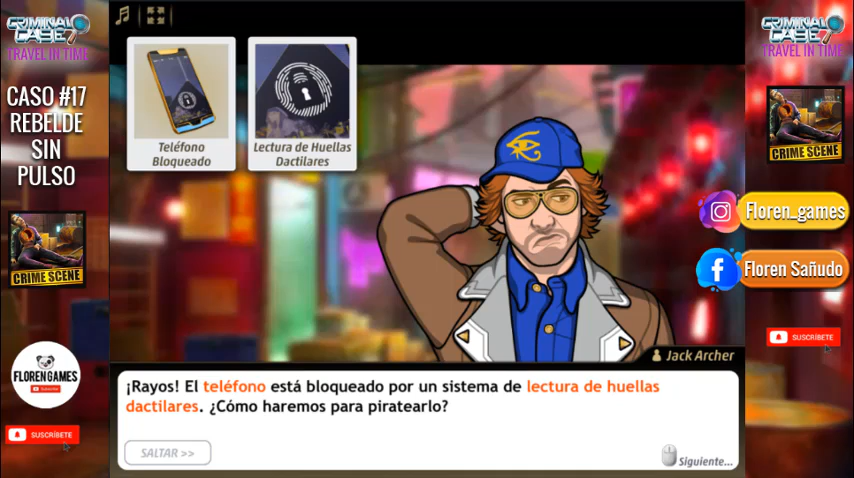 CRIMINAL
CASE
TRAVEL IN TIME
CASO #17
REBELDE
SIN
PULSO
CRIME SCENE
FLOREN GAMES
SUSCRÍBETE
Teléfono
Bloqueado
Lectura de Huellas
Dactilares
Jack Archer
¡Rayos! El teléfono está bloqueado por un sistema de lectura de huellas
dactilares. ¿Cómo haremos para piratearlo?
SALTAR >>
Siguiente...
CRIMINAL
CASE
TRAVEL IN TIME
CRIME SCENE
Floren_games
Floren Sañudo
SUSCRÍBETE